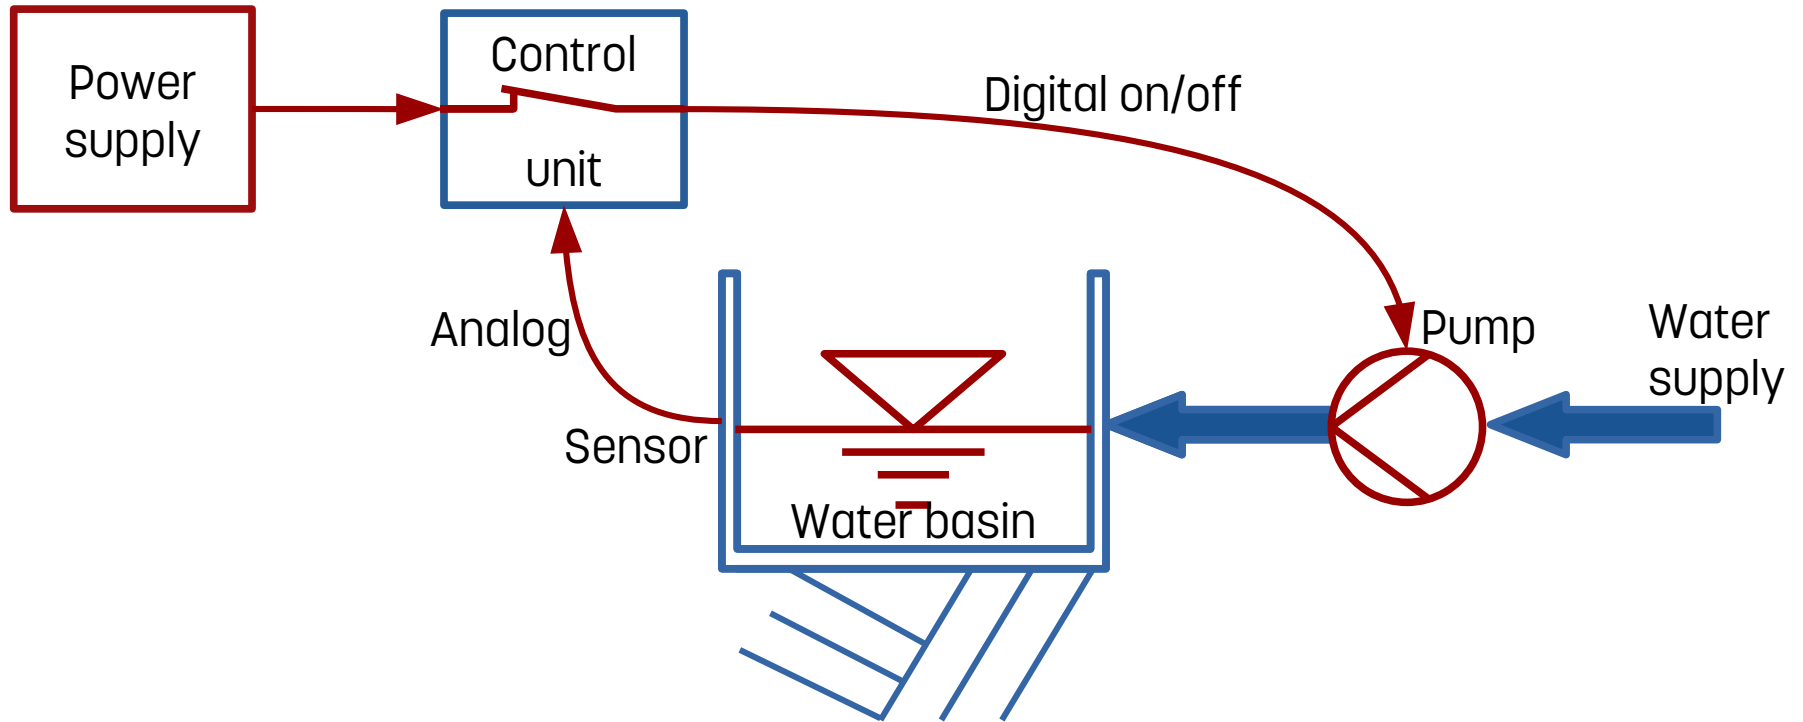 Power
supply
Control
unit
Digital on/off
Analog
Sensor
Pump
Water
supply
Water basin